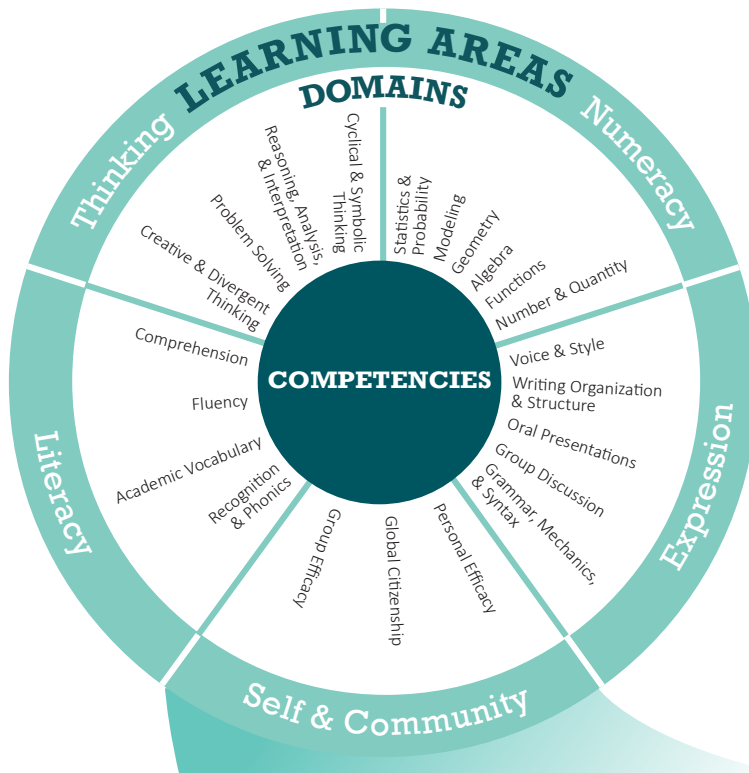 LEARNING AREAS
DOMAINS
Thinking
Cyclical & Symbolic
Thinking
Reasoning, Analysis,
& Interpretation
Problem Solving
Creative & Divergent
Thinking
Numeracy
Statistics &
Probability
Modeling
Geometry
Algebra
Functions
Number & Quantity
Expression
Voice & Style
Writing Organization
& Structure
Oral Presentations
Group Discussion
Grammar, Mechanics,
& Syntax
Self & Community
Personal Efficacy
Global Citizenship
Group Efficacy
Literacy
Comprehension
Fluency
Academic Vocabulary
Recognition
& Phonics
COMPETENCIES